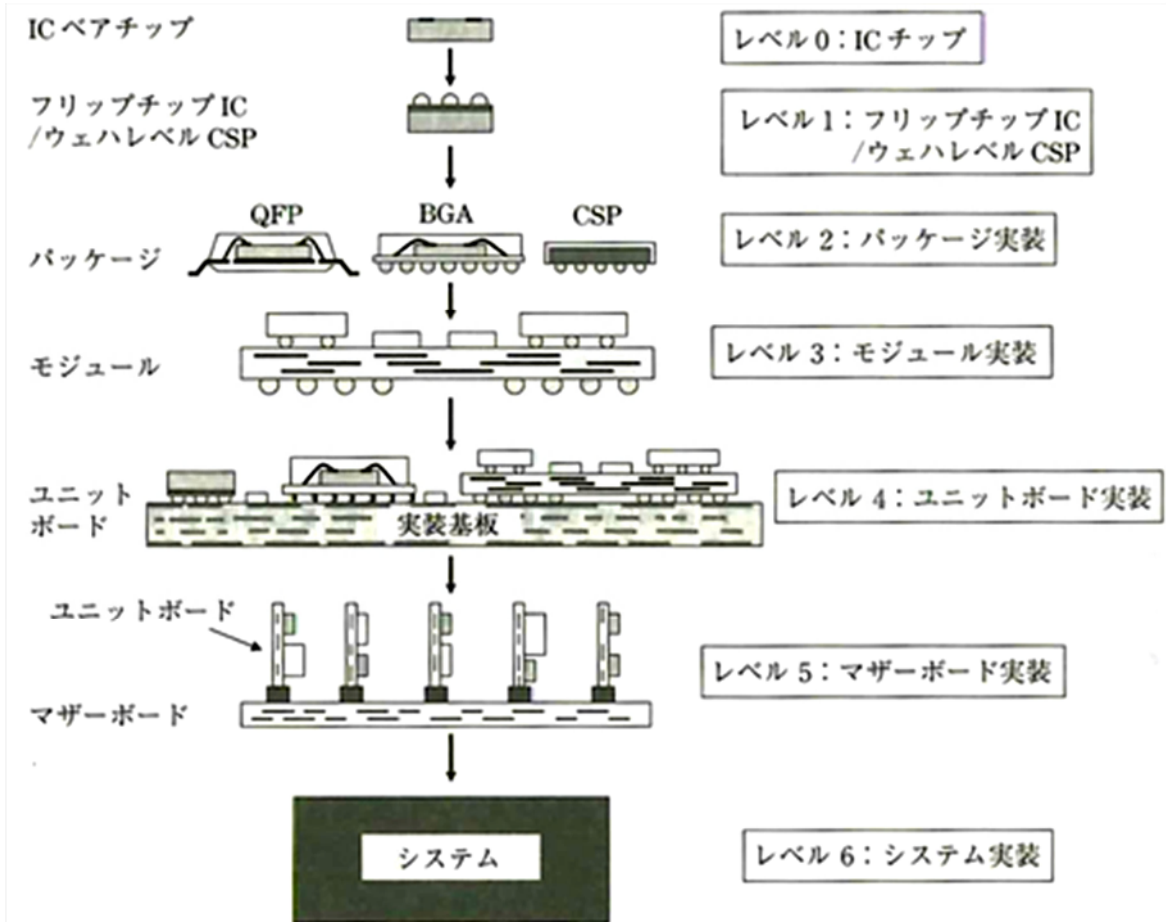 ICベアチップ
レベル0：ICチップ
フリップチップIC
/ウェハレベルCSP
レベル1：フリップチップIC
/ウェハレベルCSP
QFP
BGA
CSP
パッケージ
レベル2：パッケージ実装
モジュール
レベル3：モジュール実装
ユニット
ボード
実装基板
レベル4：ユニットボード実装
ユニットボード
マザーボード
レベル5：マザーボード実装
システム
レベル6：システム実装